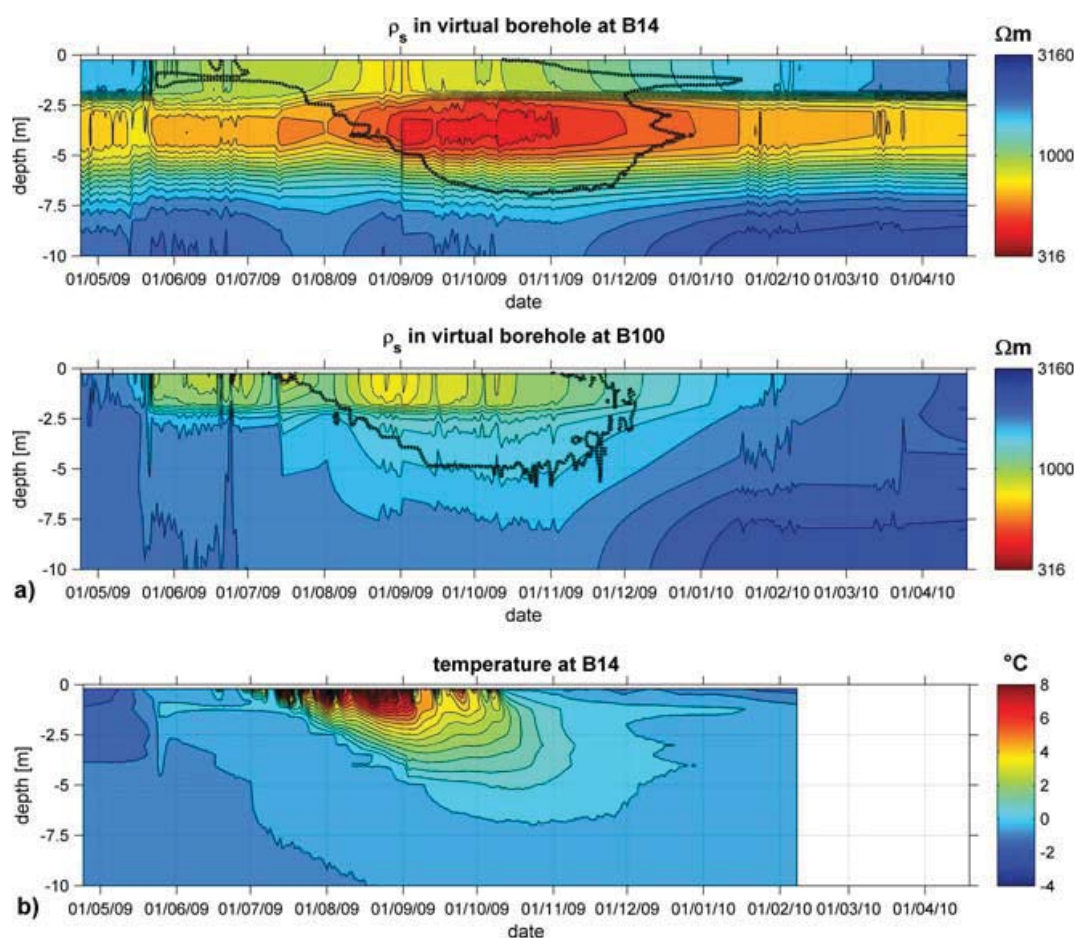 ρs in virtual borehole at B14
Ωm
0
-2.5
-5
-7.5
-10
depth [m]
3160
1000
316
01/05/09 01/06/09 01/07/09 01/08/09 01/09/09 01/10/09 01/11/09 01/12/09 01/01/10 01/02/10 01/03/10 01/04/10
date
ρs in virtual borehole at B100
Ωm
0
-2.5
-5
-7.5
-10
depth [m]
3160
1000
316
a)
01/05/09 01/06/09 01/07/09 01/08/09 01/09/09 01/10/09 01/11/09 01/12/09 01/01/10 01/02/10 01/03/10 01/04/10
date
temperature at B14
°C
0
-2.5
-5
-7.5
-10
depth [m]
8
6
4
2
0
-2
-4
b)
01/05/09 01/06/09 01/07/09 01/08/09 01/09/09 01/10/09 01/11/09 01/12/09 01/01/10 01/02/10 01/03/10 01/04/10
date